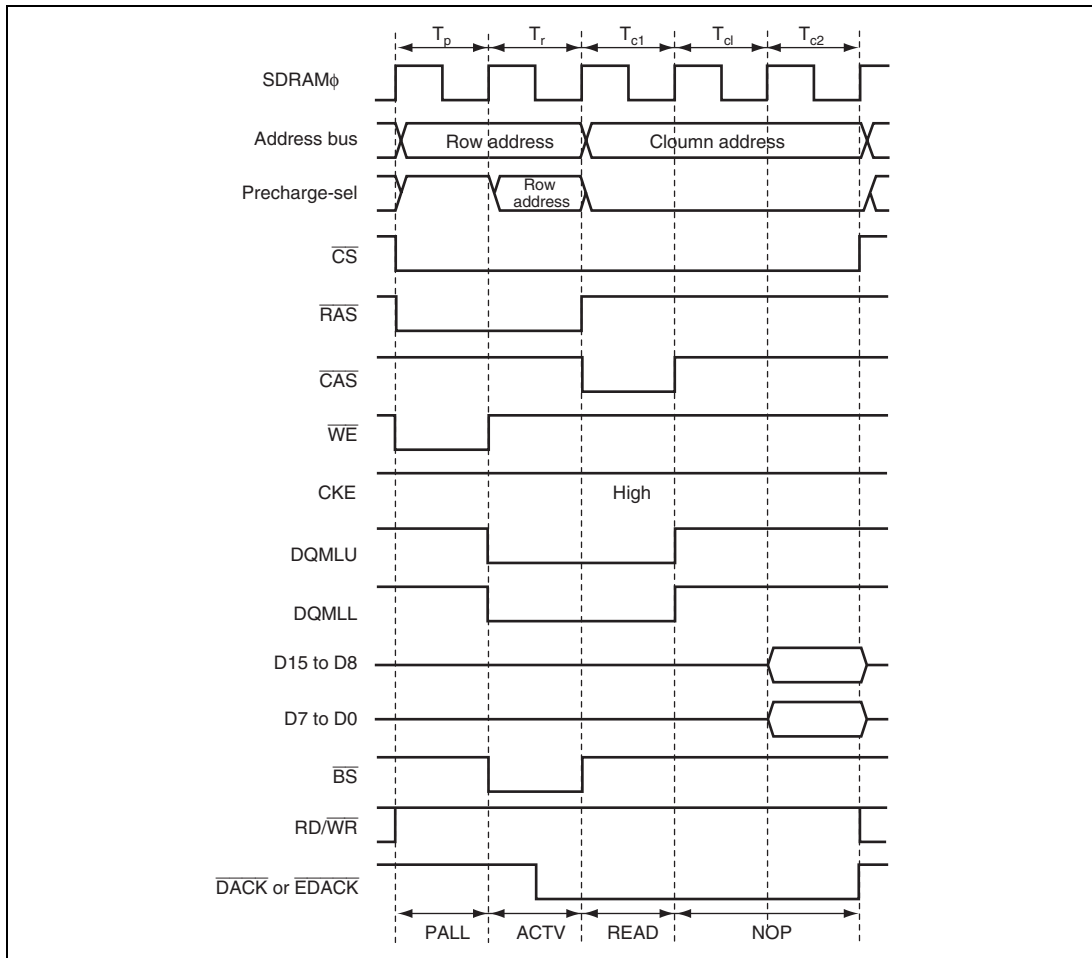 Tp Tr Tc1 Tcl Tc2
SDRAMϕ
Address bus Row address Cloumn address
Precharge-sel Row
address
CS
RAS
CAS
WE
CKE High
DQMLU
DQMLL
D15 to D8
D7 to D0
BS
RD/WR
DACK or EDACK
PALL ACTV READ NOP